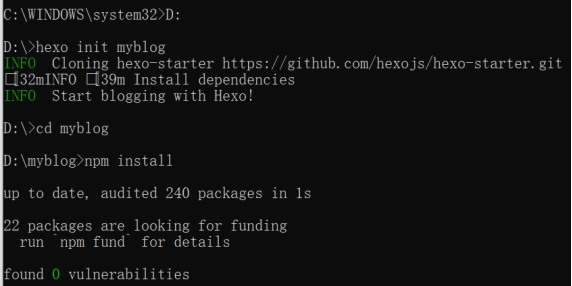 C:\WINDOWS\system32>D:
D:\>hexo init myblog
INFO  Cloning hexo-starter https://github.com/hexojs/hexo-starter.git
[32mINFO [39m Install dependencies
INFO  Start blogging with Hexo!
D:\>cd myblog
D:\myblog>npm install
up to date, audited 240 packages in 1s
22 packages are looking for funding
  run `npm fund` for details
found 0 vulnerabilities